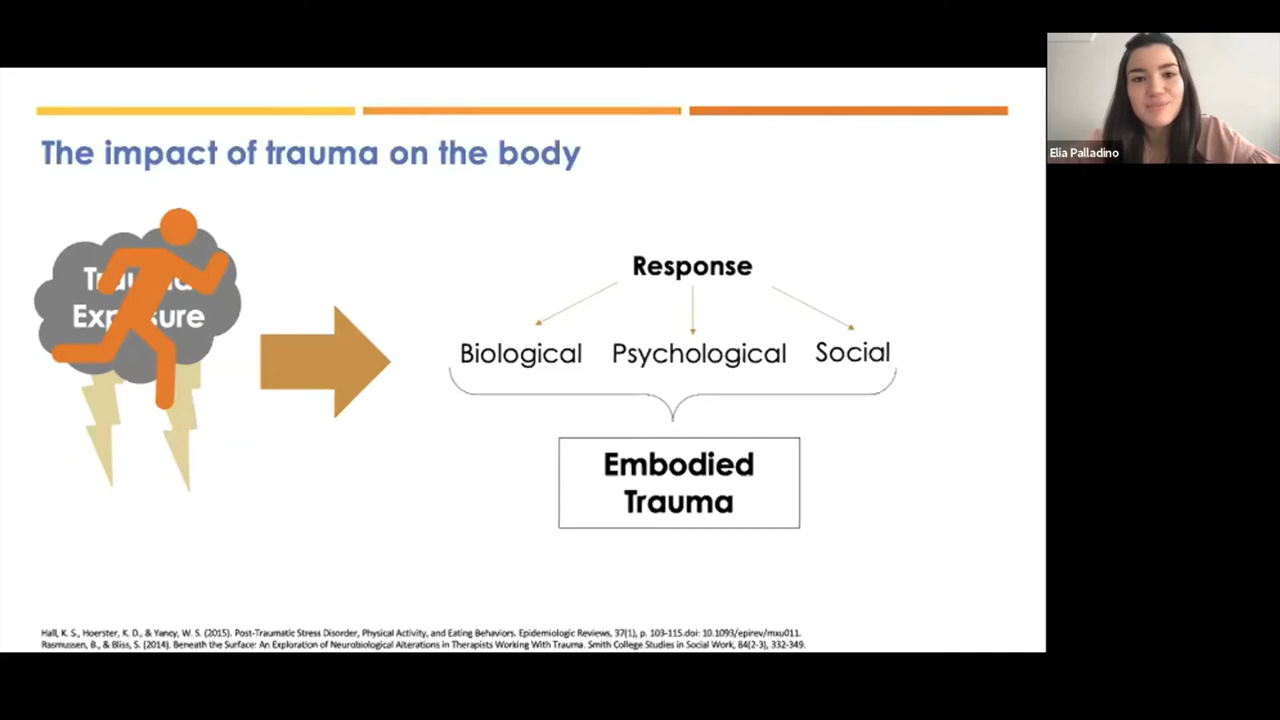 The impact of trauma on the body
Exposure
Response
Biological Psychological Social
Embodied
Trauma
Hall, K. S., Hoerster, K. D., & Yancy, W. S. (2015). Post-Traumatic Stress Disorder, Physical Activity, and Eating Behaviors. Epidemiologic Reviews, 37(1), p. 103-115.doi: 10.1093/epirev/mxu011.
Rasmussen, B., & Bliss, S. (2014). Beneath the Surface: An Exploration of Neurobiological Alterations in Therapists Working With Trauma. Smith College Studies in Social Work, 84(2-3), 332-349.
Elia Palladino